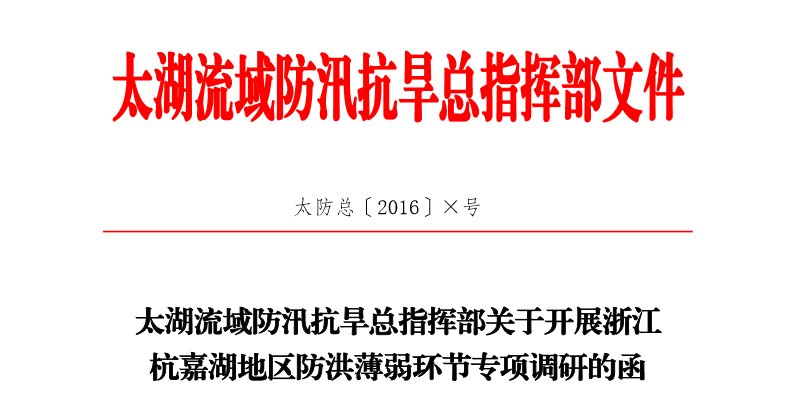 太湖流域防汛抗旱总指挥部文件
太防总〔2016〕×号
太湖流域防汛抗旱总指挥部关于开展浙江
杭嘉湖地区防洪薄弱环节专项调研的函